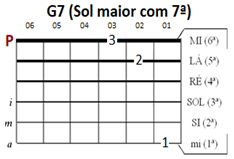 G7 (Sol maior com 7ª)
06 05 04 03 02 01
P 3 MI (6ª)
2 LÁ (5ª)
RÉ (4ª)
i SOL (3ª)
m SI (2ª)
a 1 mi (1ª)